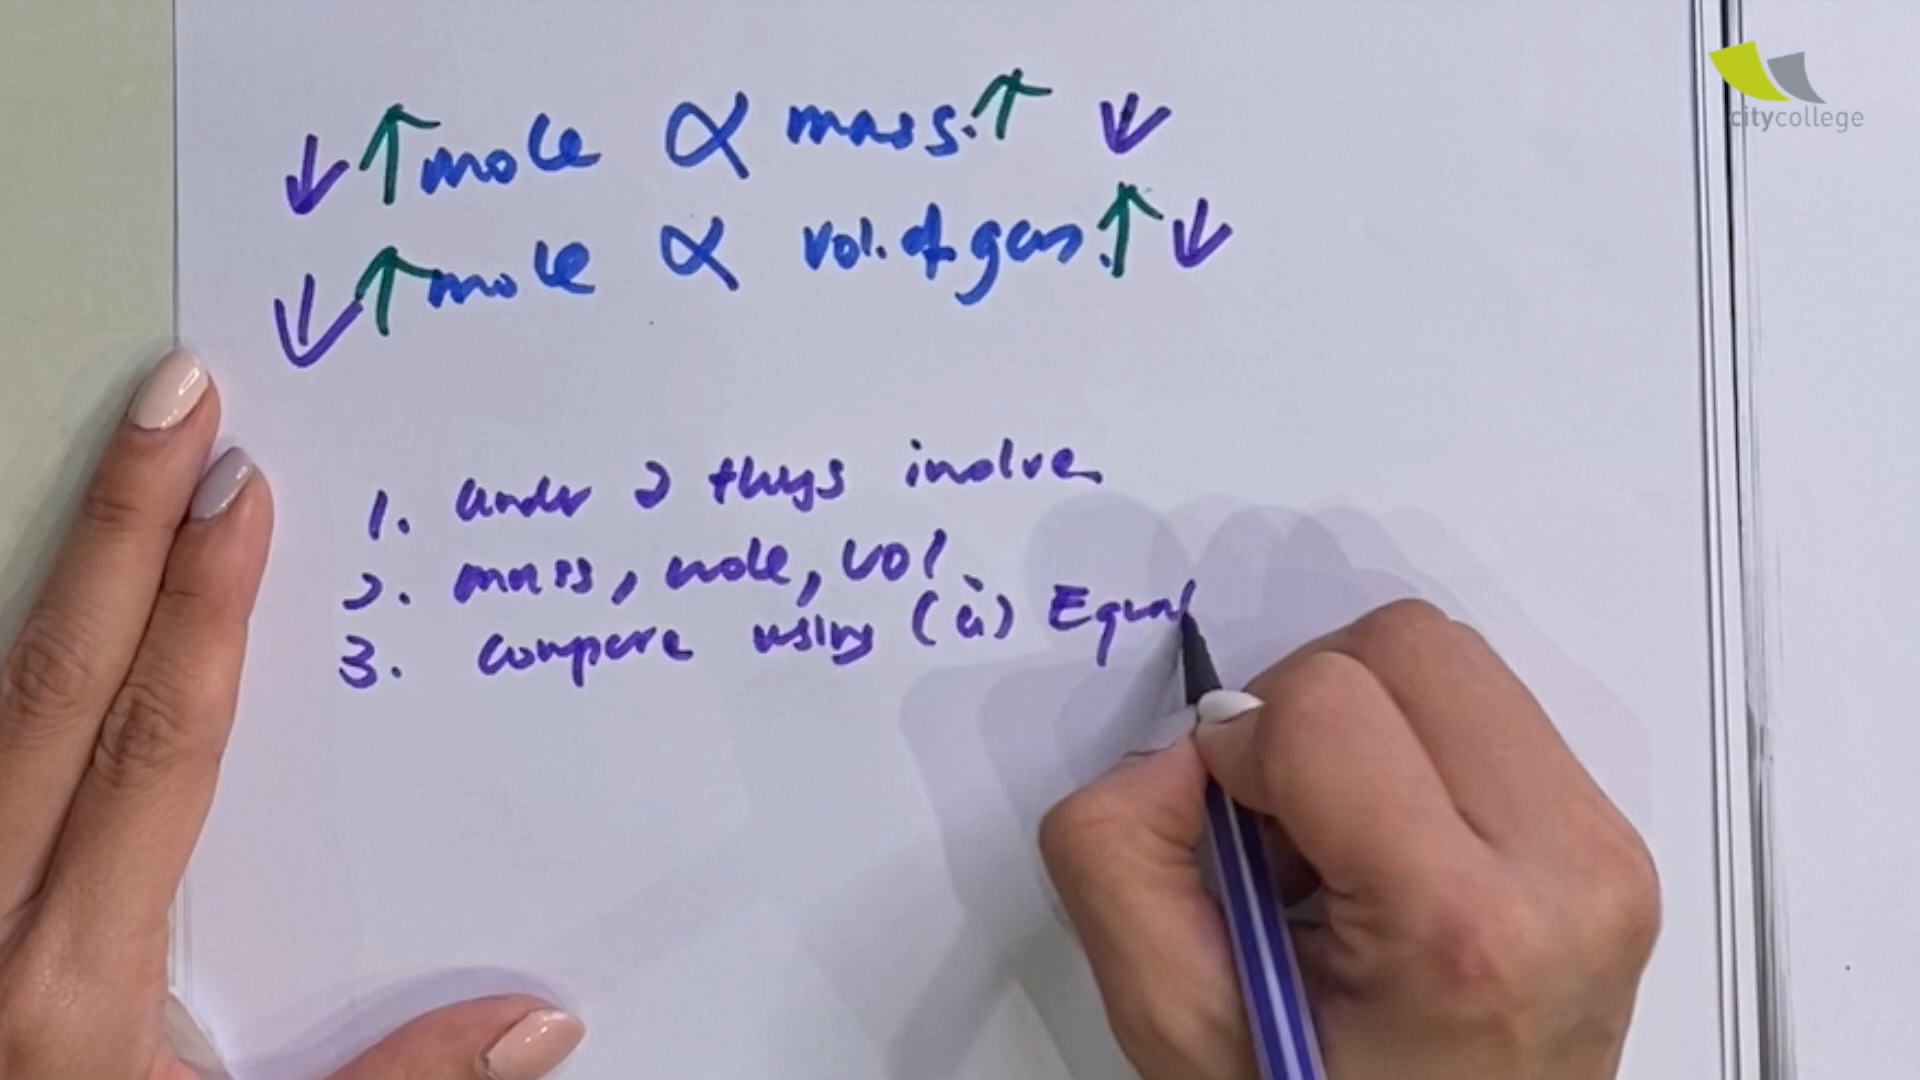 ↓ ↑ mole ∝ mass. ↑ ↓
↓ ↑ mole ∝ vol. of gas. ↑ ↓
1. under 2 things involve
2. mass, mole, vol.
3. compare using (a) Equal
citycollege